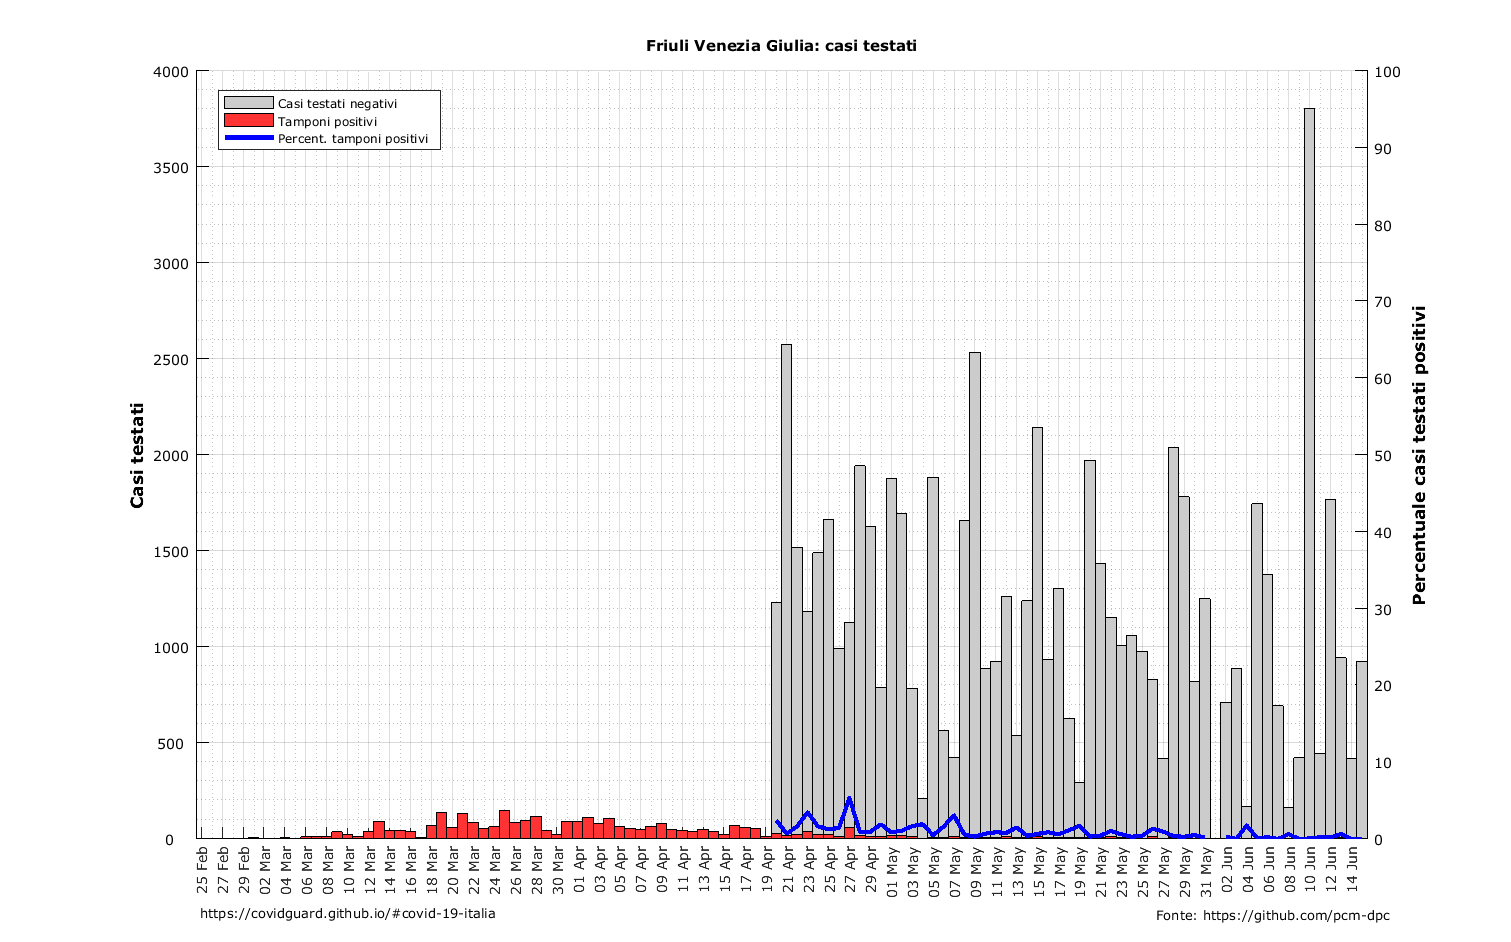 Friuli Venezia Giulia: casi testati
Casi testati negativi
Tamponi positivi
Percent. tamponi positivi
Casi testati
4000
3500
3000
2500
2000
1500
1000
500
0
100
90
80
70
60
50
40
30
20
10
0
Percentuale casi testati positivi
25 Feb
27 Feb
29 Feb
02 Mar
04 Mar
06 Mar
08 Mar
10 Mar
12 Mar
14 Mar
16 Mar
18 Mar
20 Mar
22 Mar
24 Mar
26 Mar
28 Mar
30 Mar
01 Apr
03 Apr
05 Apr
07 Apr
09 Apr
11 Apr
13 Apr
15 Apr
17 Apr
19 Apr
21 Apr
23 Apr
25 Apr
27 Apr
29 Apr
01 May
03 May
05 May
07 May
09 May
11 May
13 May
15 May
17 May
19 May
21 May
23 May
25 May
27 May
29 May
31 May
02 Jun
04 Jun
06 Jun
08 Jun
10 Jun
12 Jun
14 Jun
https://covidguard.github.io/#covid-19-italia
Fonte: https://github.com/pcm-dpc